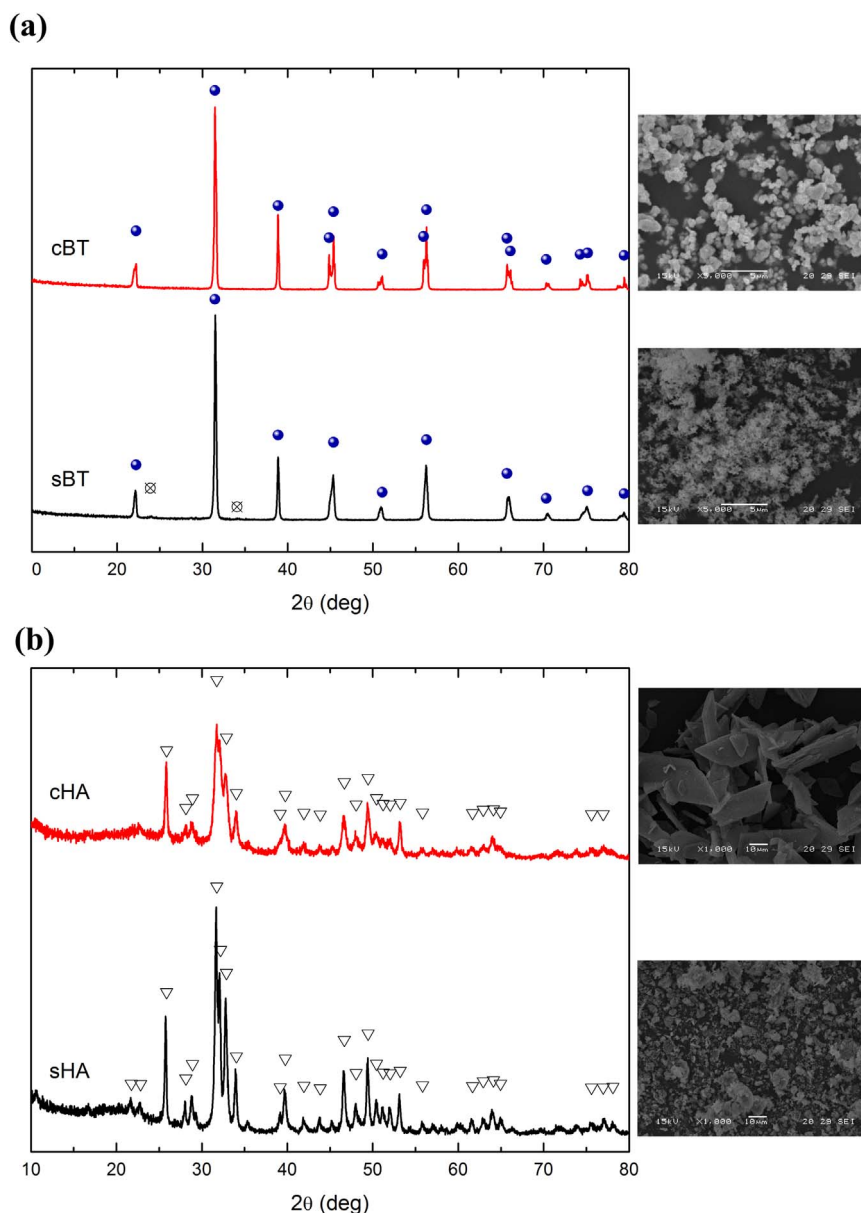 (a)
cBT
15kV X5,000 5μm 20 29 SEI
sBT
15kV X5,000 5μm 20 29 SEI
0 10 20 30 40 50 60 70 80
2θ (deg)
(b)
cHA
15kV X1,000 10μm 20 29 SEI
sHA
15kV X1,000 10μm 20 29 SEI
10 20 30 40 50 60 70 80
2θ (deg)